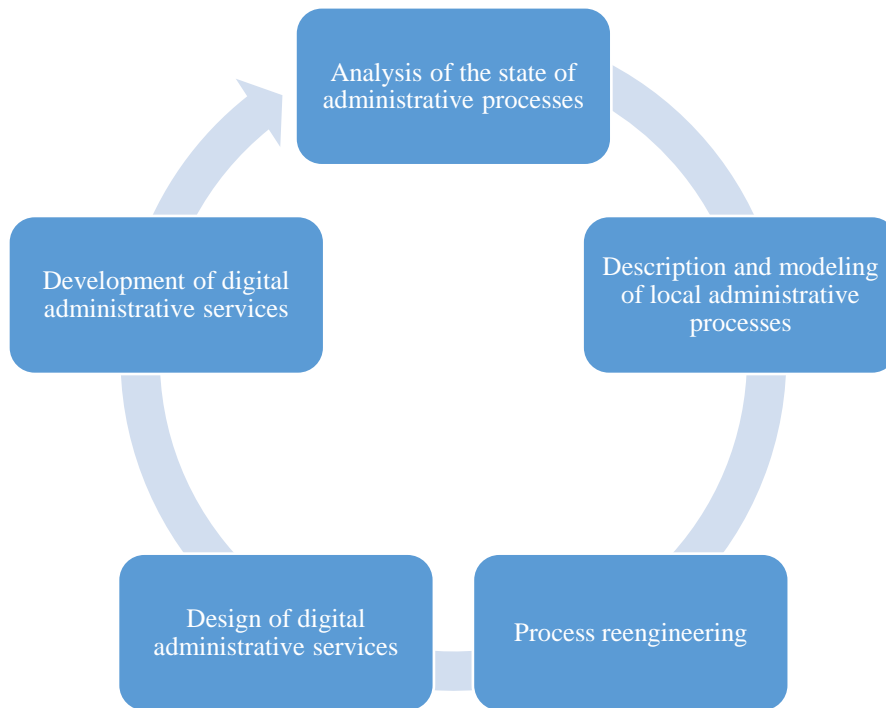 Analysis of the state of
administrative processes
Description and modeling
of local administrative
processes
Process reengineering
Design of digital
administrative services
Development of digital
administrative services